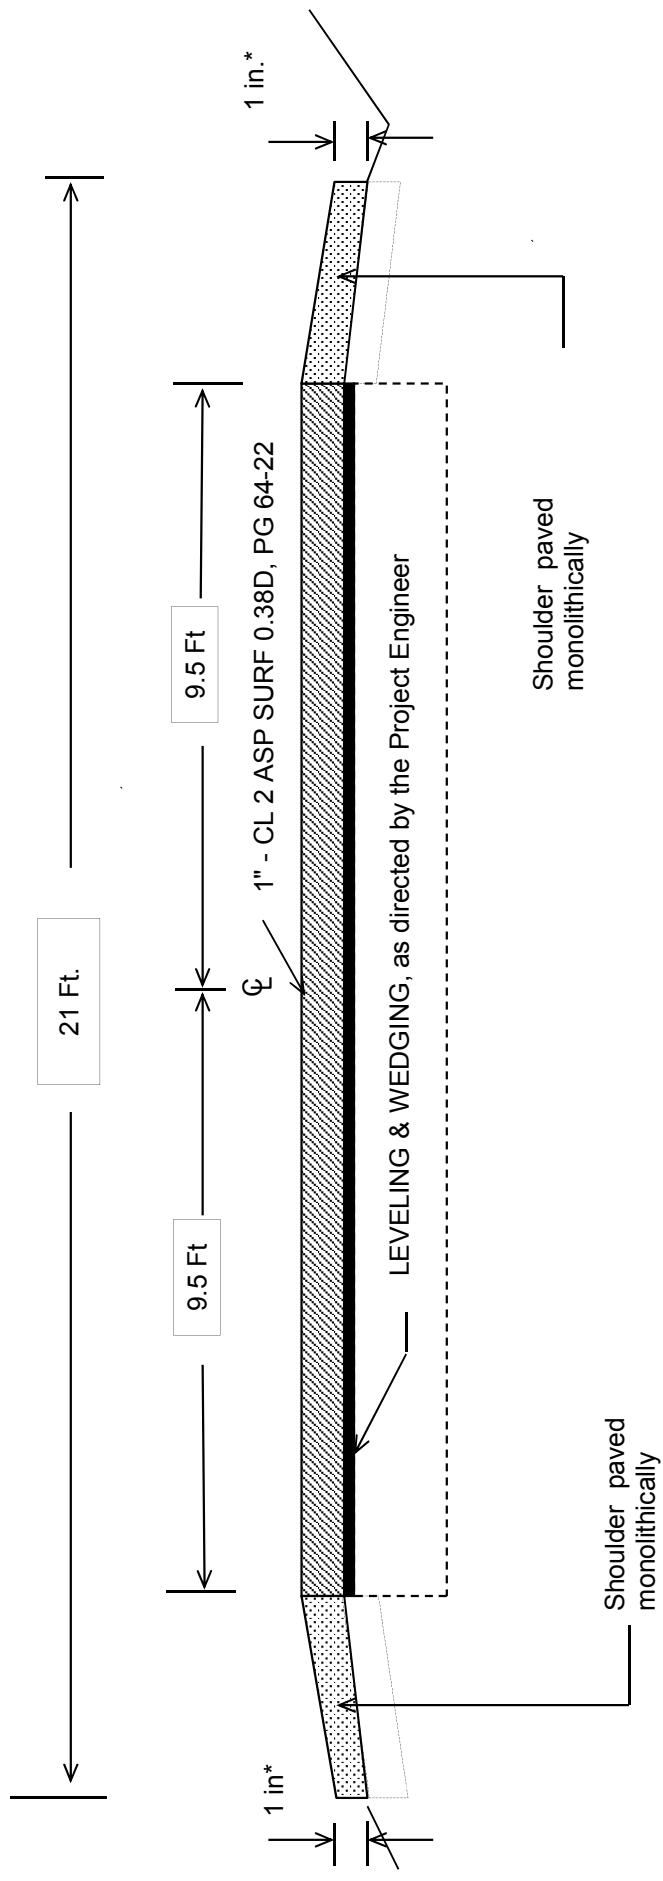 21 Ft.
9.5 Ft
9.5 Ft
1 in*
1 in.*
℄
1" - CL 2 ASP SURF 0.38D, PG 64-22
LEVELING & WEDGING, as directed by the Project Engineer
Shoulder paved
monolithically
Shoulder paved
monolithically